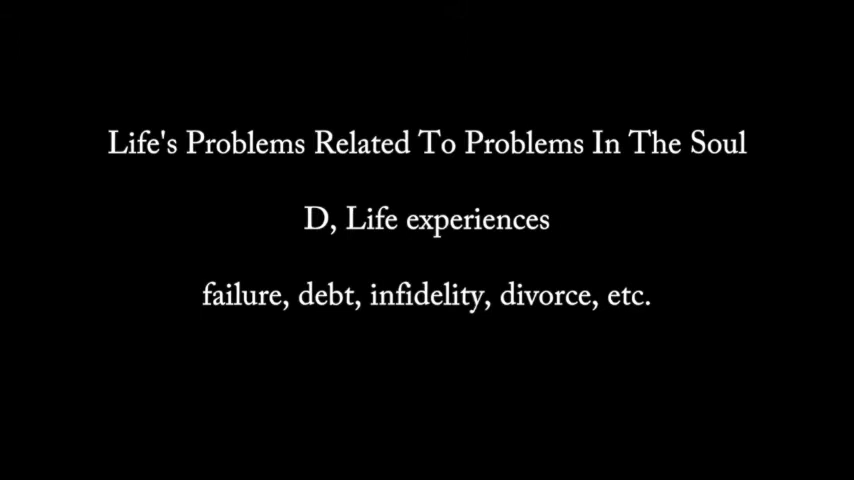 Life's Problems Related To Problems In The Soul
D, Life experiences
failure, debt, infidelity, divorce, etc.